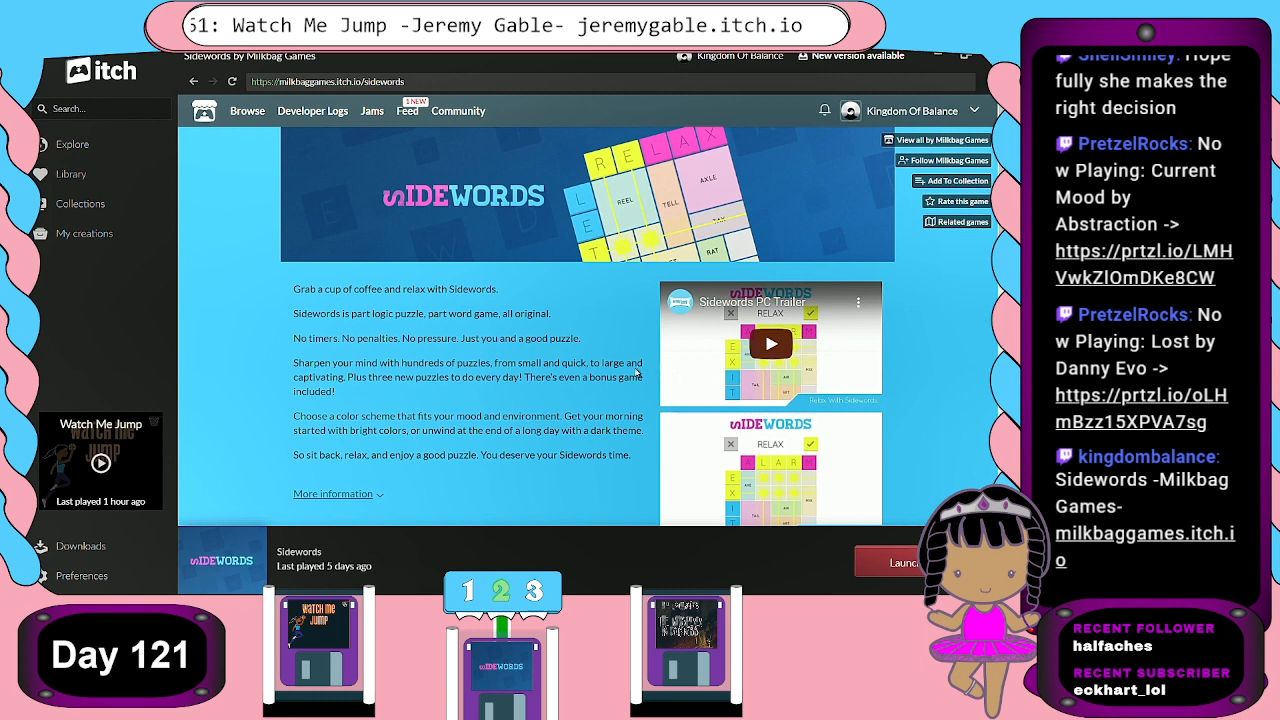 51: Watch Me Jump -Jeremy Gable- jeremygable.itch.io
itch
Sidewords by Milkbag Games
Kingdom Of Balance
New version available
https://milkbaggames.itch.io/sidewords
Search...
Browse
Developer Logs
Jams
Feed
1 NEW
Community
Kingdom Of Balance
Explore
Library
Collections
My creations
SIDEWORDS
RELAX
L
E
T
REEL
TELL
AXLE
TAX
RAT
View all by Milkbag Games
Follow Milkbag Games
Add To Collection
Rate this game
Related games
Grab a cup of coffee and relax with Sidewords.
Sidewords is part logic puzzle, part word game, all original.
No timers. No penalties. No pressure. Just you and a good puzzle.
Sharpen your mind with hundreds of puzzles, from small and quick, to large and
captivating. Plus three new puzzles to do every day! There's even a bonus game
included!
Choose a color scheme that fits your mood and environment. Get your morning
started with bright colors, or unwind at the end of a long day with a dark theme.
So sit back, relax, and enjoy a good puzzle. You deserve your Sidewords time.
More information
SIDEWORDS
Sidewords PC Trailer
RELAX
Relax With Sidewords
SIDEWORDS
RELAX
A L A R M
E
X
I
T
Watch Me Jump
Last played 1 hour ago
Downloads
Preferences
SIDEWORDS
Sidewords
Last played 5 days ago
Launch
1 2 3
WATCH ME
JUMP
SIDEWORDS
Day 121
ShellSmiley: Hope
fully she makes the
right decision
PretzelRocks: No
w Playing: Current
Mood by
Abstraction ->
https://prtzl.io/LMH
VwkZlOmDKe8CW
PretzelRocks: No
w Playing: Lost by
Danny Evo ->
https://prtzl.io/oLH
mBzz15XPVA7sg
kingdombalance:
Sidewords -Milkbag
Games-
milkbaggames.itch.i
o
RECENT FOLLOWER
halfaches
RECENT SUBSCRIBER
eckhart_lol